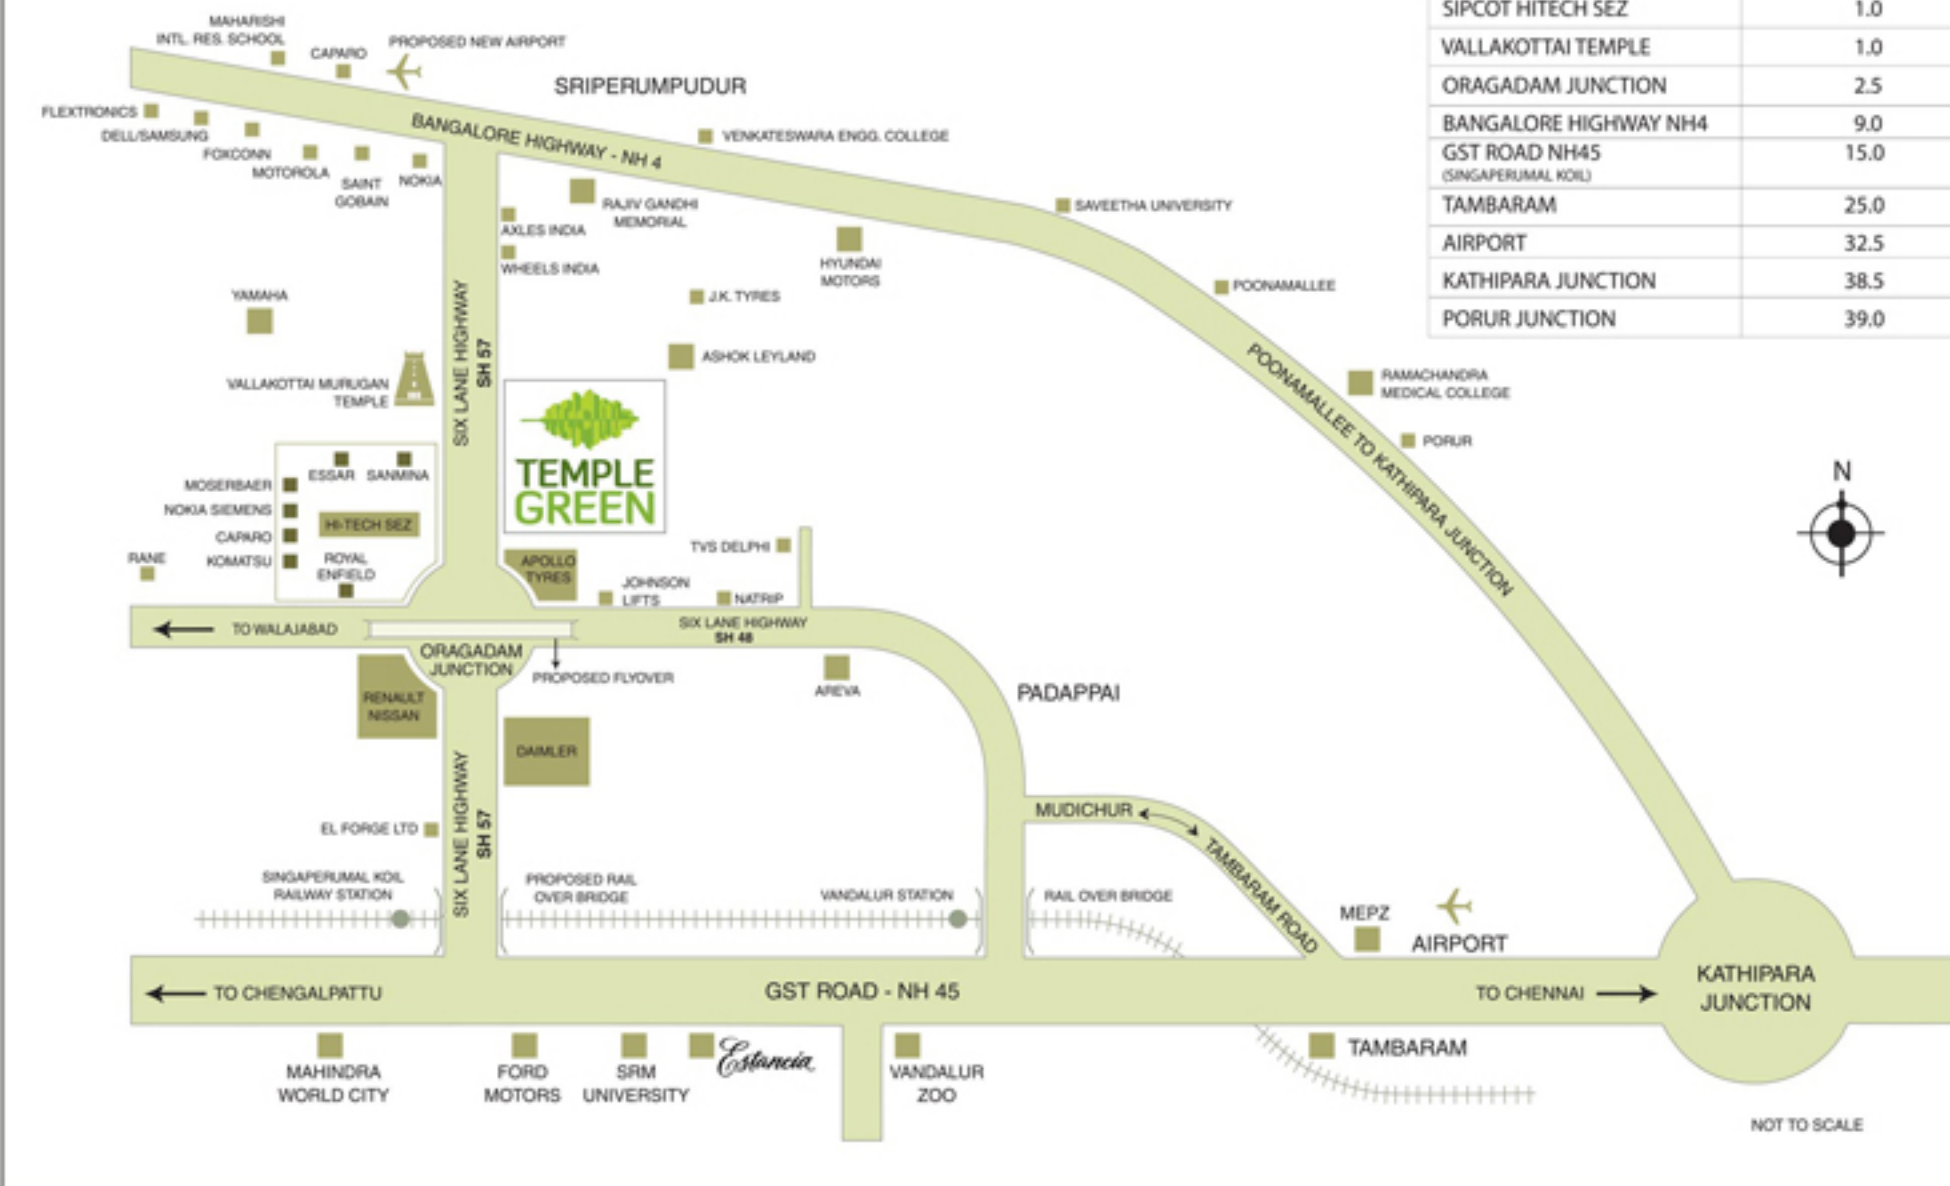 MAHARISHI
INTL. RES. SCHOOL
CAPARO
PROPOSED NEW AIRPORT
SRIPERUMPUDUR
FLEXTRONICS
DELL/SAMSUNG
FOXCONN
MOTOROLA
SAINT
GOBAIN
NOKIA
BANGALORE HIGHWAY - NH 4
VENKATESWARA ENGG. COLLEGE
RAJIV GANDHI
MEMORIAL
AXLES INDIA
WHEELS INDIA
HYUNDAI
MOTORS
SAVEETHA UNIVERSITY
POONAMALLEE
J.K. TYRES
ASHOK LEYLAND
YAMAHA
VALLAKOTTAI MURUGAN
TEMPLE
SIX LANE HIGHWAY
SH 57
TEMPLE
GREEN
SIPCOT HITECH SEZ 1.0
VALLAKOTTAI TEMPLE 1.0
ORAGADAM JUNCTION 2.5
BANGALORE HIGHWAY NH4 9.0
GST ROAD NH45 15.0
(SINGAPERUMAL KOIL)
TAMBARAM 25.0
AIRPORT 32.5
KATHIPARA JUNCTION 38.5
PORUR JUNCTION 39.0
POONAMALLEE TO KATHIPARA JUNCTION
RAMACHANDRA
MEDICAL COLLEGE
PORUR
N
ESSAR
SANMINA
MOSERBAER
NOKIA SIEMENS
CAPARO
KOMATSU
HI-TECH SEZ
ROYAL
ENFIELD
RANE
APOLLO
TYRES
TVS DELPHI
JOHNSON
LIFTS
NATRIP
TO WALAJABAD
SIX LANE HIGHWAY
SH 48
ORAGADAM
JUNCTION
PROPOSED FLYOVER
AREVA
PADAPPAI
RENAULT
NISSAN
DAIMLER
EL FORGE LTD
SIX LANE HIGHWAY
SH 57
MUDICHUR
TAMBARAM ROAD
SINGAPERUMAL KOIL
RAILWAY STATION
PROPOSED RAIL
OVER BRIDGE
VANDALUR STATION
RAIL OVER BRIDGE
MEPZ
AIRPORT
TO CHENGALPATTU
GST ROAD - NH 45
TO CHENNAI
KATHIPARA
JUNCTION
MAHINDRA
WORLD CITY
FORD
MOTORS
SRM
UNIVERSITY
Estancia
VANDALUR
ZOO
TAMBARAM
NOT TO SCALE